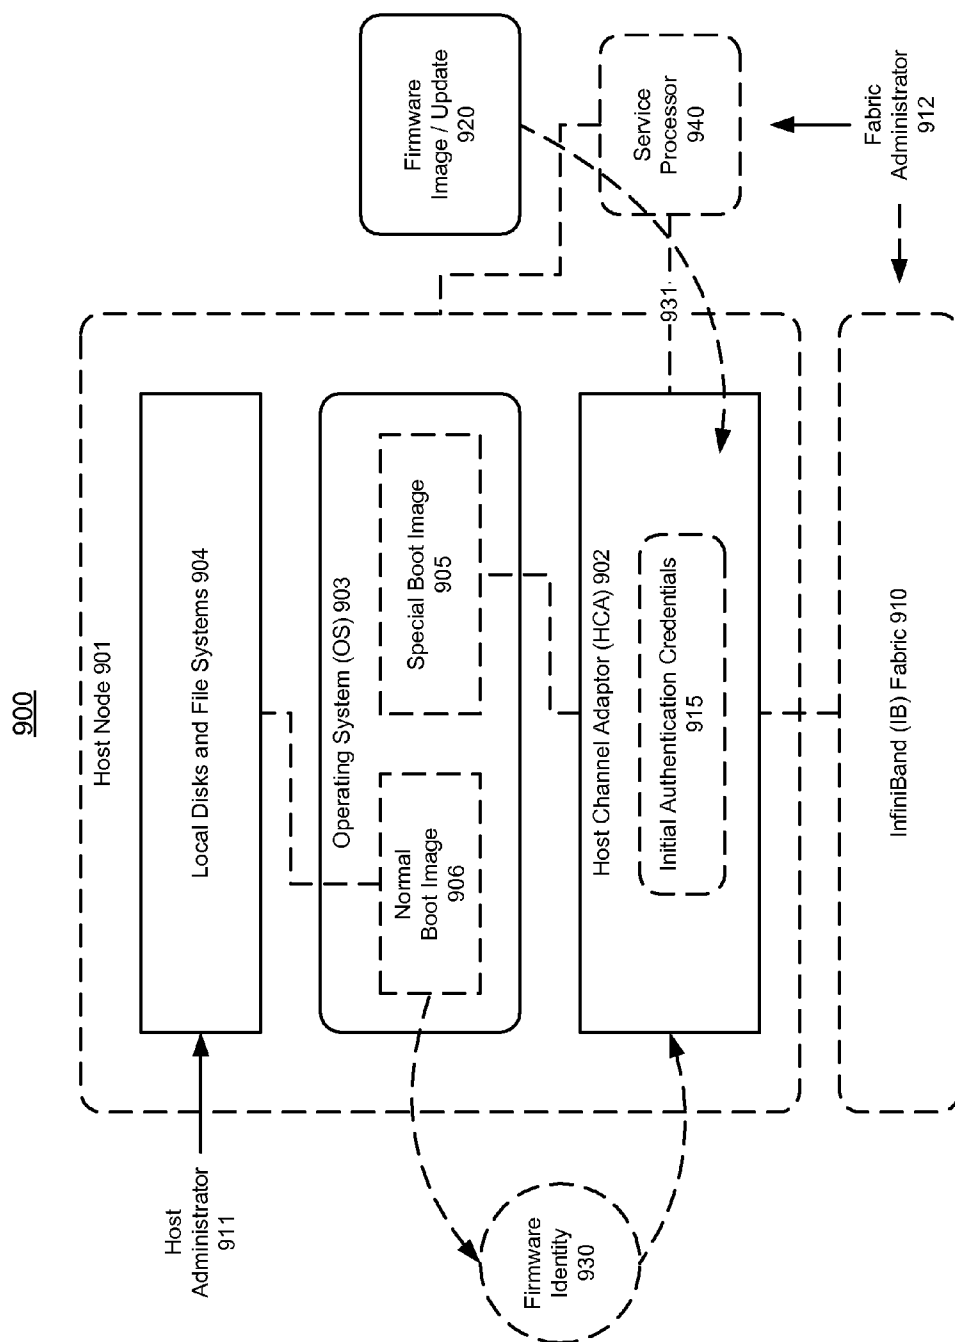 900
Host Node 901
Host
Administrator
911
Local Disks and File Systems 904
Operating System (OS) 903
Normal
Boot Image
906
Special Boot Image
905
Firmware
Image / Update
920
Firmware
Identity
930
Host Channel Adaptor (HCA) 902
Initial Authentication Credentials
915
931
Service
Processor
940
InfiniBand (IB) Fabric 910
Fabric
Administrator
912